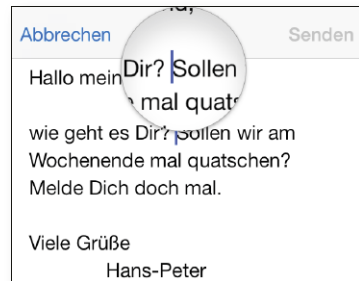 Abbrechen Senden
Hallo mein
Dir? Sollen
mal quats
wie geht es Dir? Sollen wir am
Wochenende mal quatschen?
Melde Dich doch mal.
Viele Grüße
Hans-Peter